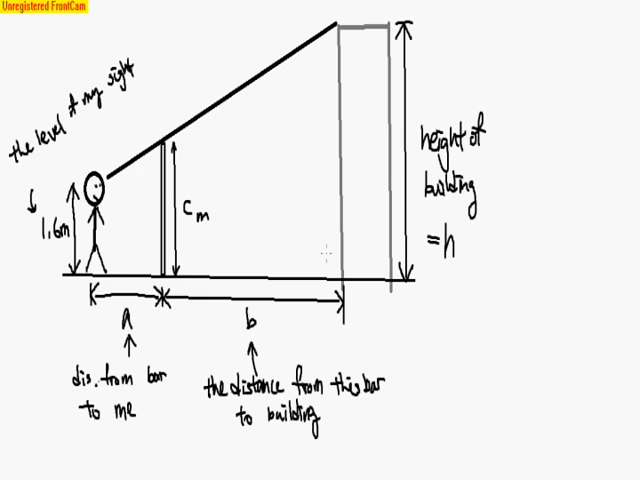 Unregistered FrontCam
the level of my sight
1.6m
C m
height of
building
= h
a
b
dis. from bar
to me
the distance from this bar
to building